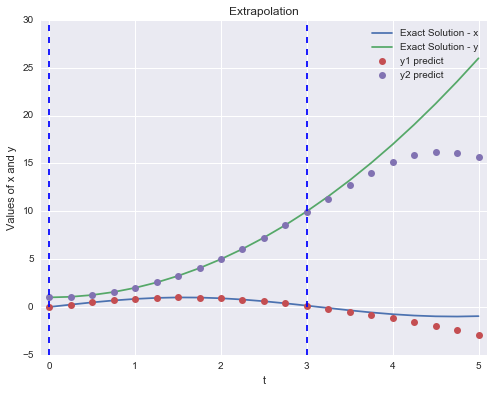 Extrapolation
Exact Solution - x
Exact Solution - y
y1 predict
y2 predict
Values of x and y
30
25
20
15
10
5
0
−5
0 1 2 3 4 5
t